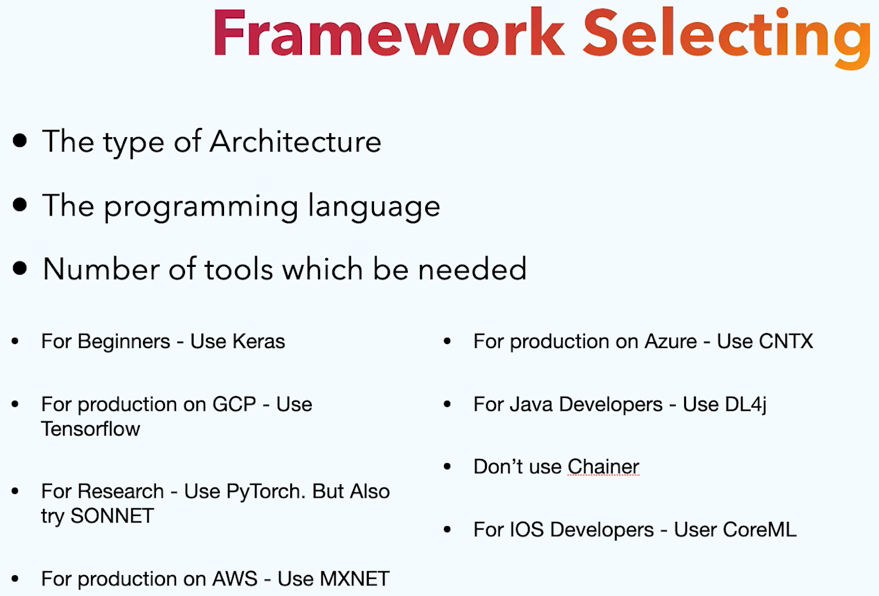 Framework Selecting
• The type of Architecture
• The programming language
• Number of tools which be needed
• For Beginners - Use Keras
• For production on GCP - Use
Tensorflow
• For Research - Use PyTorch. But Also
try SONNET
• For production on AWS - Use MXNET
• For production on Azure - Use CNTX
• For Java Developers - Use DL4j
• Don’t use Chainer
• For IOS Developers - User CoreML